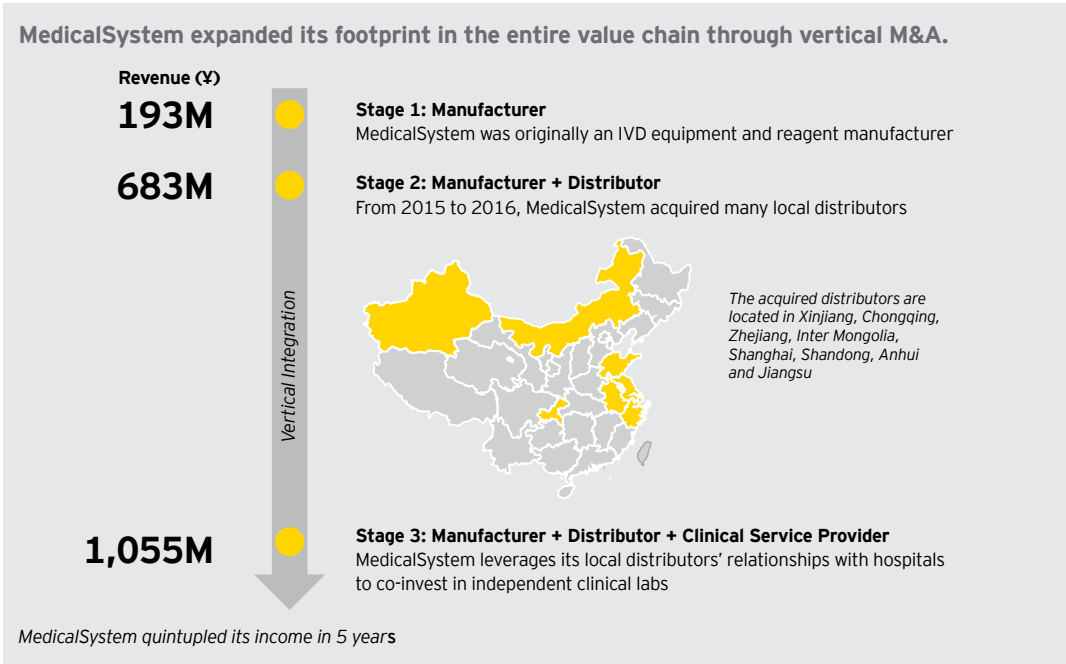 MedicalSystem expanded its footprint in the entire value chain through vertical M&A.
Revenue (¥)
193M
Stage 1: Manufacturer
MedicalSystem was originally an IVD equipment and reagent manufacturer
683M
Stage 2: Manufacturer + Distributor
From 2015 to 2016, MedicalSystem acquired many local distributors
Vertical Integration
The acquired distributors are
located in Xinjiang, Chongqing,
Zhejiang, Inter Mongolia,
Shanghai, Shandong, Anhui
and Jiangsu
1,055M
Stage 3: Manufacturer + Distributor + Clinical Service Provider
MedicalSystem leverages its local distributors’ relationships with hospitals
to co-invest in independent clinical labs
MedicalSystem quintupled its income in 5 years